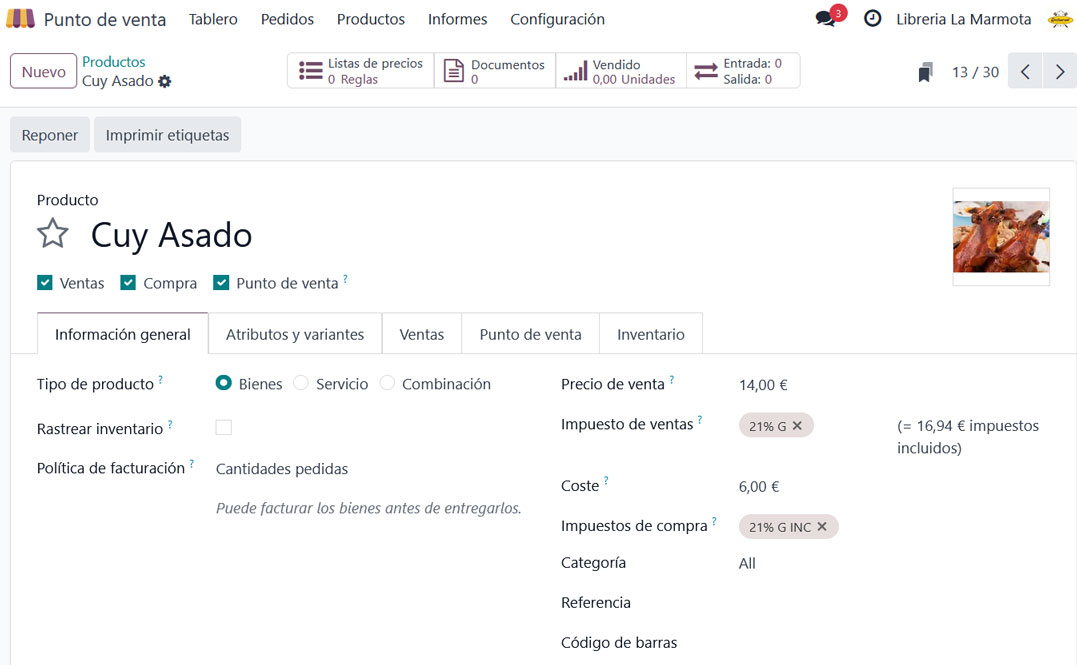 Punto de venta Tablero Pedidos Productos Informes Configuración 3 Libreria La Marmota
Nuevo Productos Cuy Asado
Listas de precios 0 Reglas
Documentos 0
Vendido 0,00 Unidades
Entrada: 0 Salida: 0
13 / 30
Reponer Imprimir etiquetas
Producto
Cuy Asado
Ventas Compra Punto de venta ?
Información general Atributos y variantes Ventas Punto de venta Inventario
Tipo de producto ? Bienes Servicio Combinación
Rastrear inventario ?
Política de facturación ? Cantidades pedidas
Puede facturar los bienes antes de entregarlos.
Precio de venta ? 14,00 €
Impuesto de ventas ? 21% G (= 16,94 € impuestos
incluidos)
Coste ? 6,00 €
Impuestos de compra ? 21% G INC
Categoría All
Referencia
Código de barras